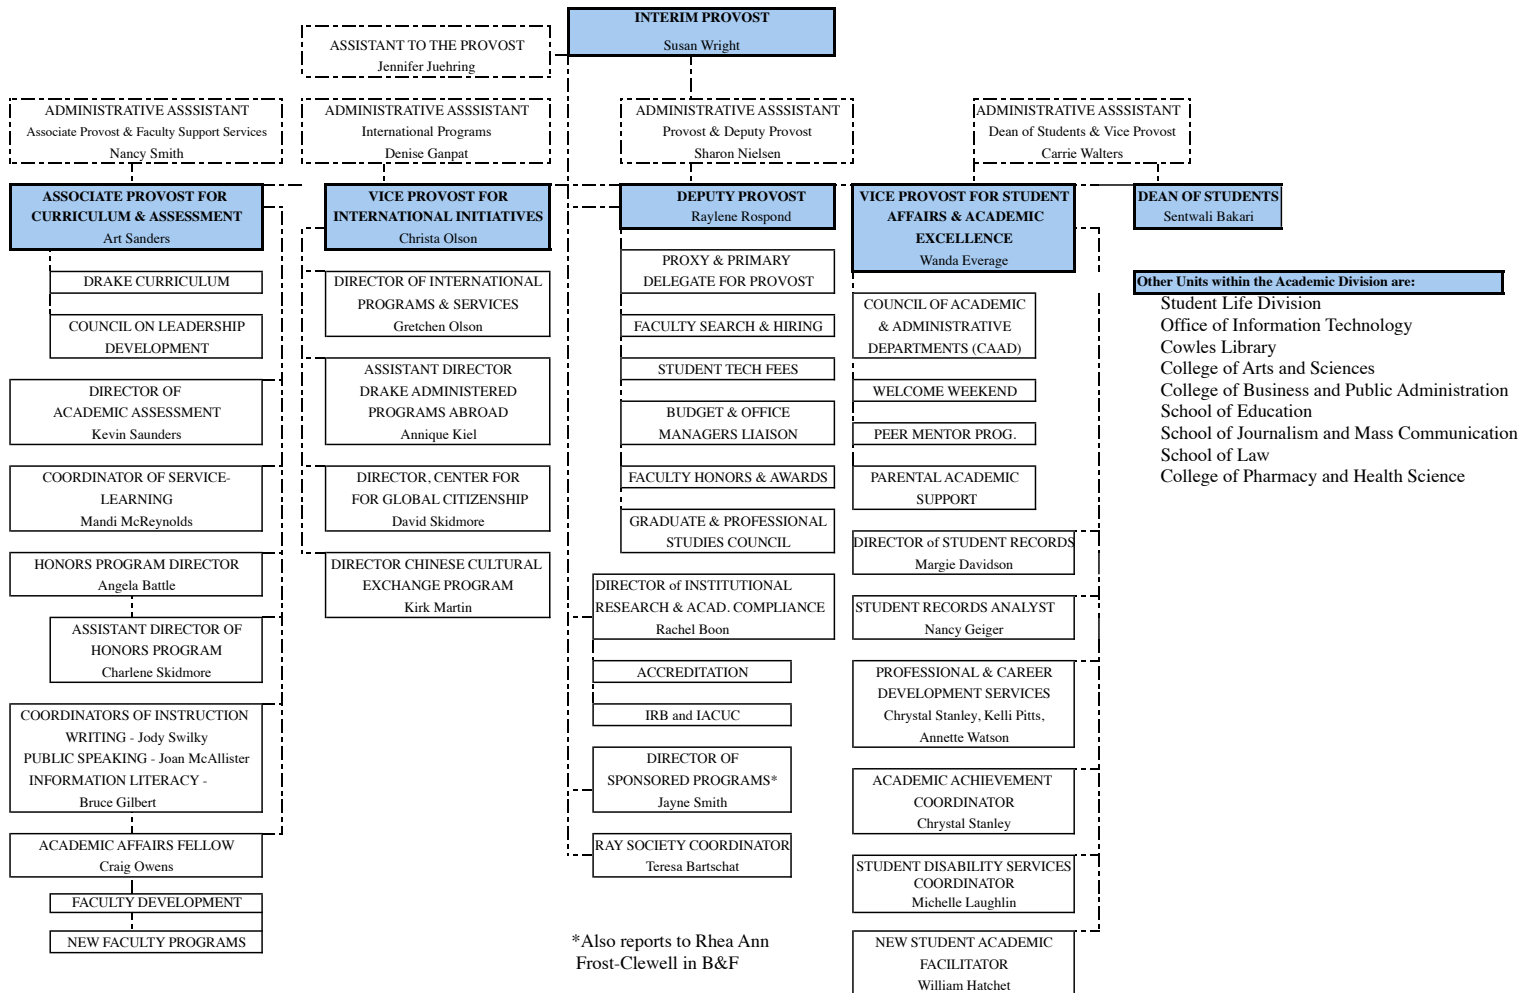 INTERIM PROVOST
Susan Wright
ASSISTANT TO THE PROVOST
Jennifer Juehring
ADMINISTRATIVE ASSSISTANT
Associate Provost & Faculty Support Services
Nancy Smith
ADMINISTRATIVE ASSSISTANT
International Programs
Denise Ganpat
ADMINISTRATIVE ASSSISTANT
Provost & Deputy Provost
Sharon Nielsen
ADMINISTRATIVE ASSSISTANT
Dean of Students & Vice Provost
Carrie Walters
ASSOCIATE PROVOST FOR
CURRICULUM & ASSESSMENT
Art Sanders
DRAKE CURRICULUM
COUNCIL ON LEADERSHIP
DEVELOPMENT
DIRECTOR OF
ACADEMIC ASSESSMENT
Kevin Saunders
COORDINATOR OF SERVICE-
LEARNING
Mandi McReynolds
HONORS PROGRAM DIRECTOR
Angela Battle
ASSISTANT DIRECTOR OF
HONORS PROGRAM
Charlene Skidmore
COORDINATORS OF INSTRUCTION
WRITING - Jody Swilky
PUBLIC SPEAKING - Joan McAllister
INFORMATION LITERACY -
Bruce Gilbert
ACADEMIC AFFAIRS FELLOW
Craig Owens
FACULTY DEVELOPMENT
NEW FACULTY PROGRAMS
VICE PROVOST FOR
INTERNATIONAL INITIATIVES
Christa Olson
DIRECTOR OF INTERNATIONAL
PROGRAMS & SERVICES
Gretchen Olson
ASSISTANT DIRECTOR
DRAKE ADMINISTERED
PROGRAMS ABROAD
Annique Kiel
DIRECTOR, CENTER FOR
FOR GLOBAL CITIZENSHIP
David Skidmore
DIRECTOR CHINESE CULTURAL
EXCHANGE PROGRAM
Kirk Martin
DEPUTY PROVOST
Raylene Rospond
PROXY & PRIMARY
DELEGATE FOR PROVOST
FACULTY SEARCH & HIRING
STUDENT TECH FEES
BUDGET & OFFICE
MANAGERS LIAISON
FACULTY HONORS & AWARDS
GRADUATE & PROFESSIONAL
STUDIES COUNCIL
DIRECTOR of INSTITUTIONAL
RESEARCH & ACAD. COMPLIANCE
Rachel Boon
ACCREDITATION
IRB and IACUC
DIRECTOR OF
SPONSORED PROGRAMS*
Jayne Smith
RAY SOCIETY COORDINATOR
Teresa Bartschat
*Also reports to Rhea Ann
Frost-Clewell in B&F
VICE PROVOST FOR STUDENT
AFFAIRS & ACADEMIC
EXCELLENCE
Wanda Everage
COUNCIL OF ACADEMIC
& ADMINISTRATIVE
DEPARTMENTS (CAAD)
WELCOME WEEKEND
PEER MENTOR PROG.
PARENTAL ACADEMIC
SUPPORT
DIRECTOR of STUDENT RECORDS
Margie Davidson
STUDENT RECORDS ANALYST
Nancy Geiger
PROFESSIONAL & CAREER
DEVELOPMENT SERVICES
Chrystal Stanley, Kelli Pitts,
Annette Watson
ACADEMIC ACHIEVEMENT
COORDINATOR
Chrystal Stanley
STUDENT DISABILITY SERVICES
COORDINATOR
Michelle Laughlin
NEW STUDENT ACADEMIC
FACILITATOR
William Hatchet
DEAN OF STUDENTS
Sentwali Bakari
Other Units within the Academic Division are:
Student Life Division
Office of Information Technology
Cowles Library
College of Arts and Sciences
College of Business and Public Administration
School of Education
School of Journalism and Mass Communication
School of Law
College of Pharmacy and Health Science